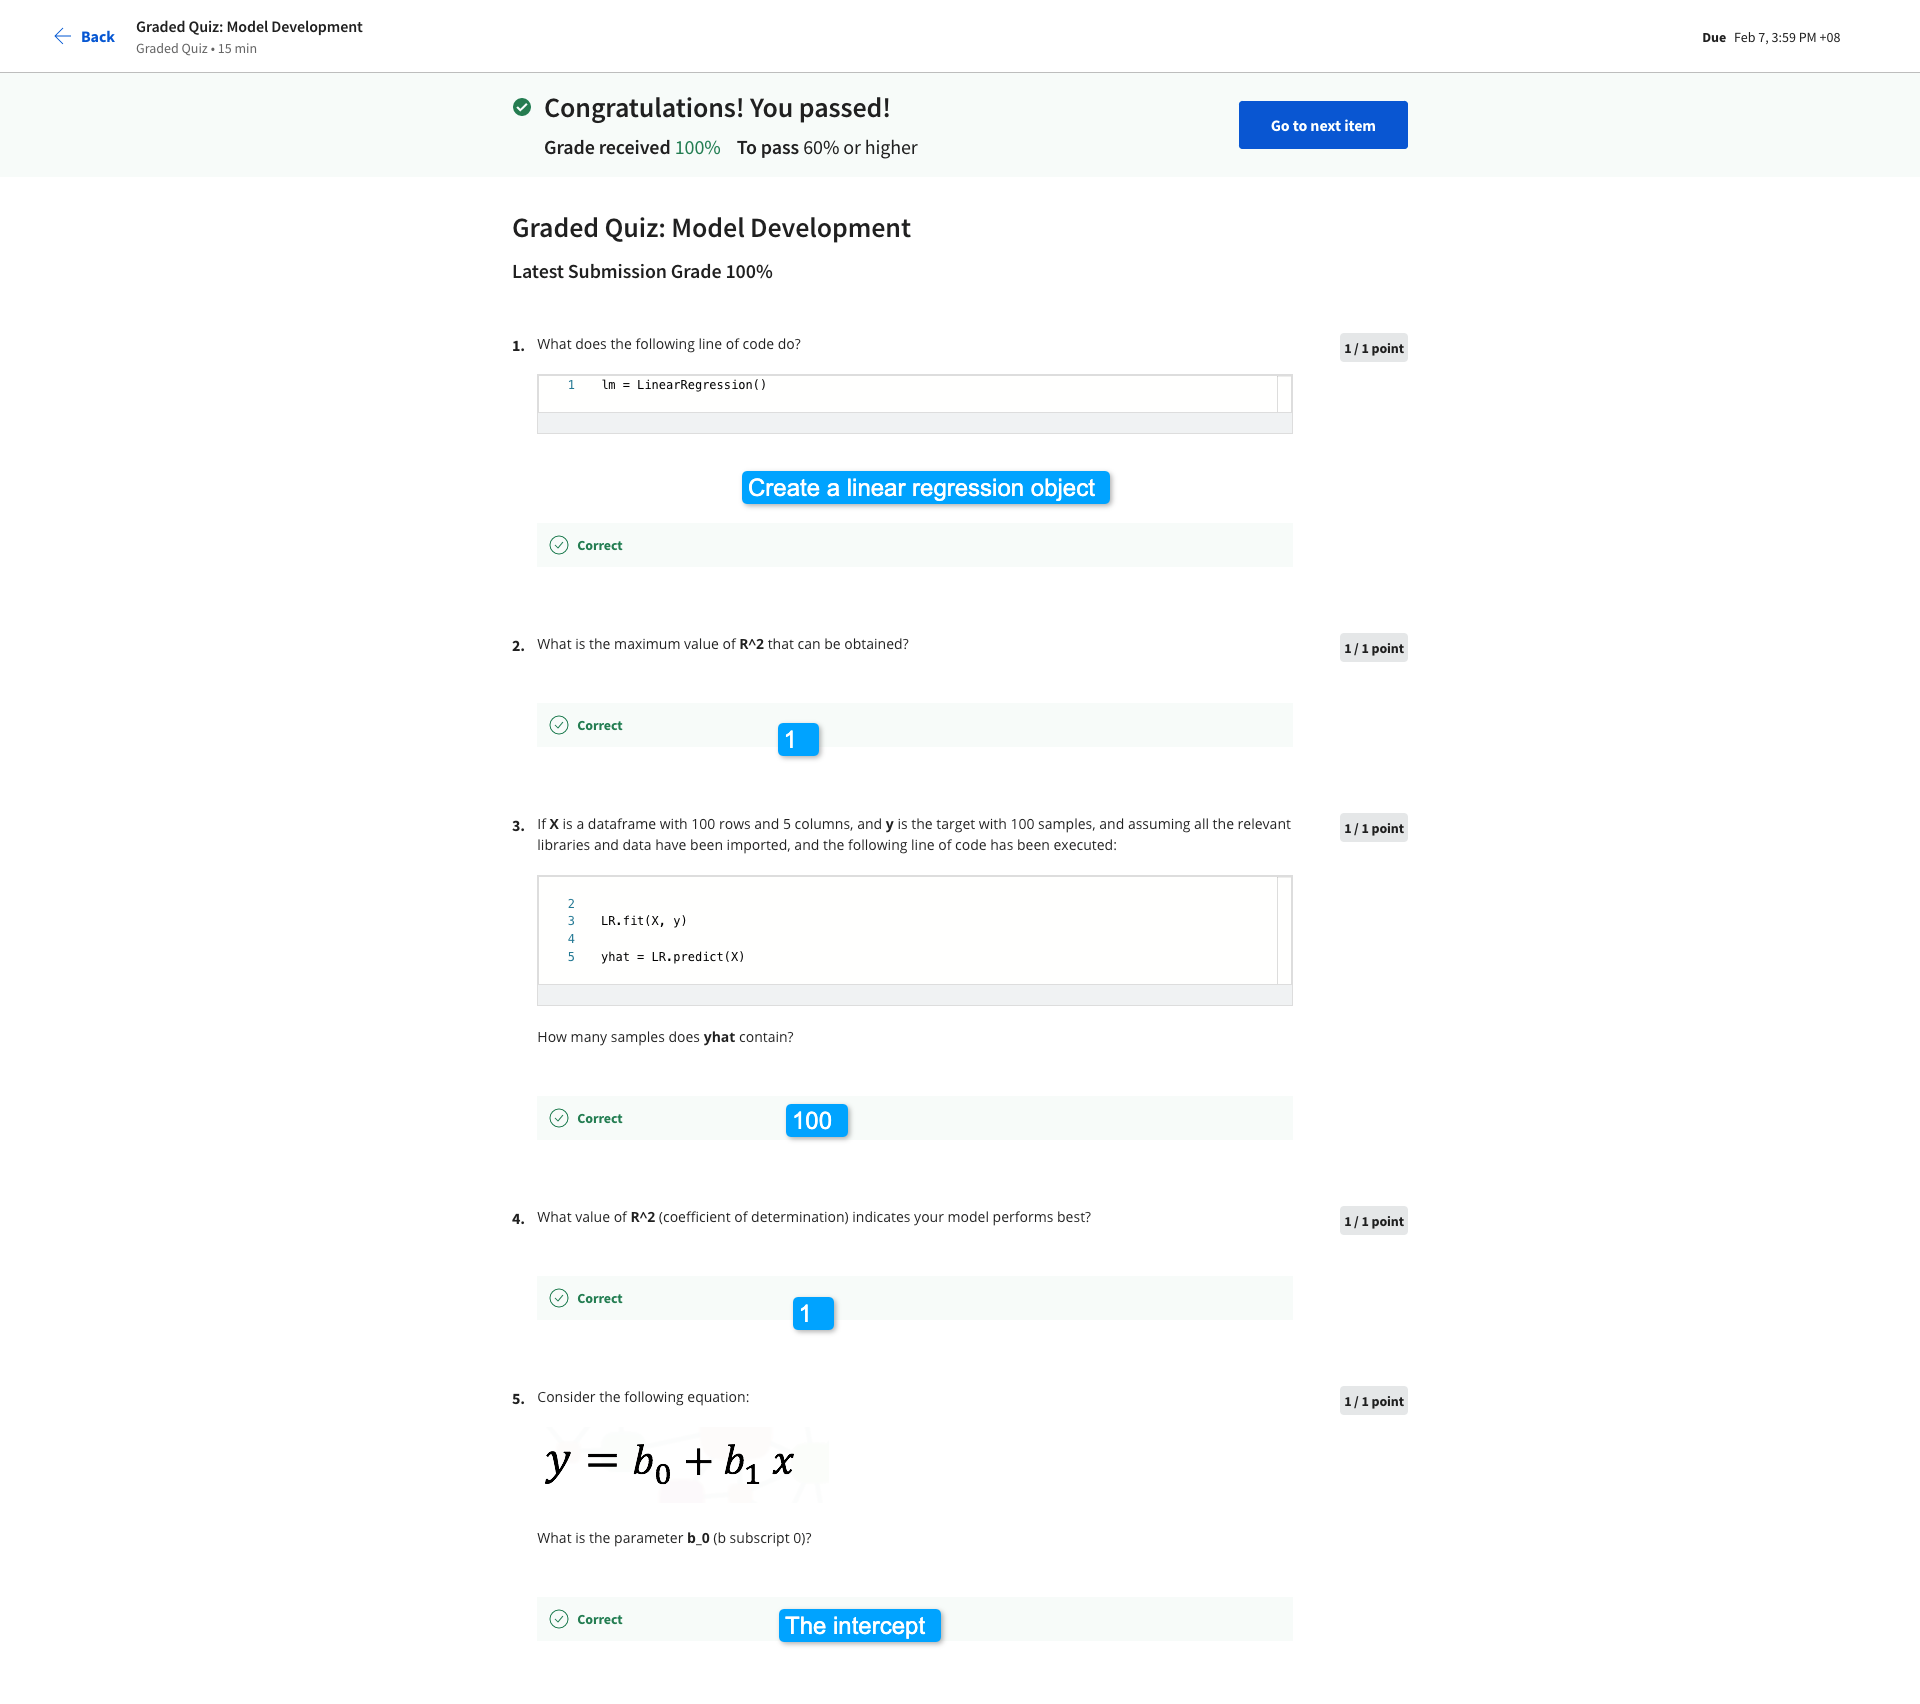 Back
Graded Quiz: Model Development
Graded Quiz • 15 min
Due Feb 7, 3:59 PM +08
Congratulations! You passed!
Grade received 100% To pass 60% or higher
Go to next item
Graded Quiz: Model Development
Latest Submission Grade 100%
1. What does the following line of code do?
1 / 1 point
1 lm = LinearRegression()
Create a linear regression object
Correct
2. What is the maximum value of R^2 that can be obtained?
1 / 1 point
Correct
1
3. If X is a dataframe with 100 rows and 5 columns, and y is the target with 100 samples, and assuming all the relevant
libraries and data have been imported, and the following line of code has been executed:
1 / 1 point
2
3 LR.fit(X, y)
4
5 yhat = LR.predict(X)
How many samples does yhat contain?
Correct
100
4. What value of R^2 (coefficient of determination) indicates your model performs best?
1 / 1 point
Correct
1
5. Consider the following equation:
1 / 1 point
y = b₀ + b₁ x
What is the parameter b_0 (b subscript 0)?
Correct
The intercept